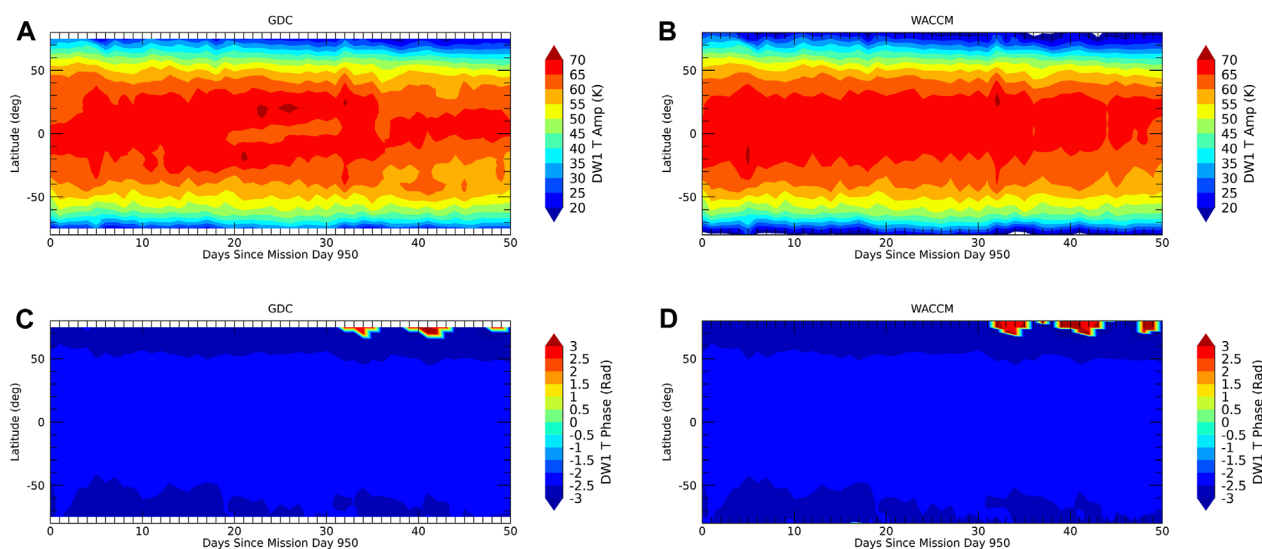 A
GDC
Latitude (deg)
50
0
-50
0 10 20 30 40 50
Days Since Mission Day 950
70
65
60
55
50
45
40
35
30
25
20
DW1 T Amp (K)
B
WACCM
Latitude (deg)
50
0
-50
0 10 20 30 40 50
Days Since Mission Day 950
70
65
60
55
50
45
40
35
30
25
20
DW1 T Amp (K)
C
GDC
Latitude (deg)
50
0
-50
0 10 20 30 40 50
Days Since Mission Day 950
3
2.5
2
1.5
1
0.5
0
-0.5
-1
-1.5
-2
-2.5
-3
DW1 T Phase (Rad)
D
WACCM
Latitude (deg)
50
0
-50
0 10 20 30 40 50
Days Since Mission Day 950
3
2.5
2
1.5
1
0.5
0
-0.5
-1
-1.5
-2
-2.5
-3
DW1 T Phase (Rad)